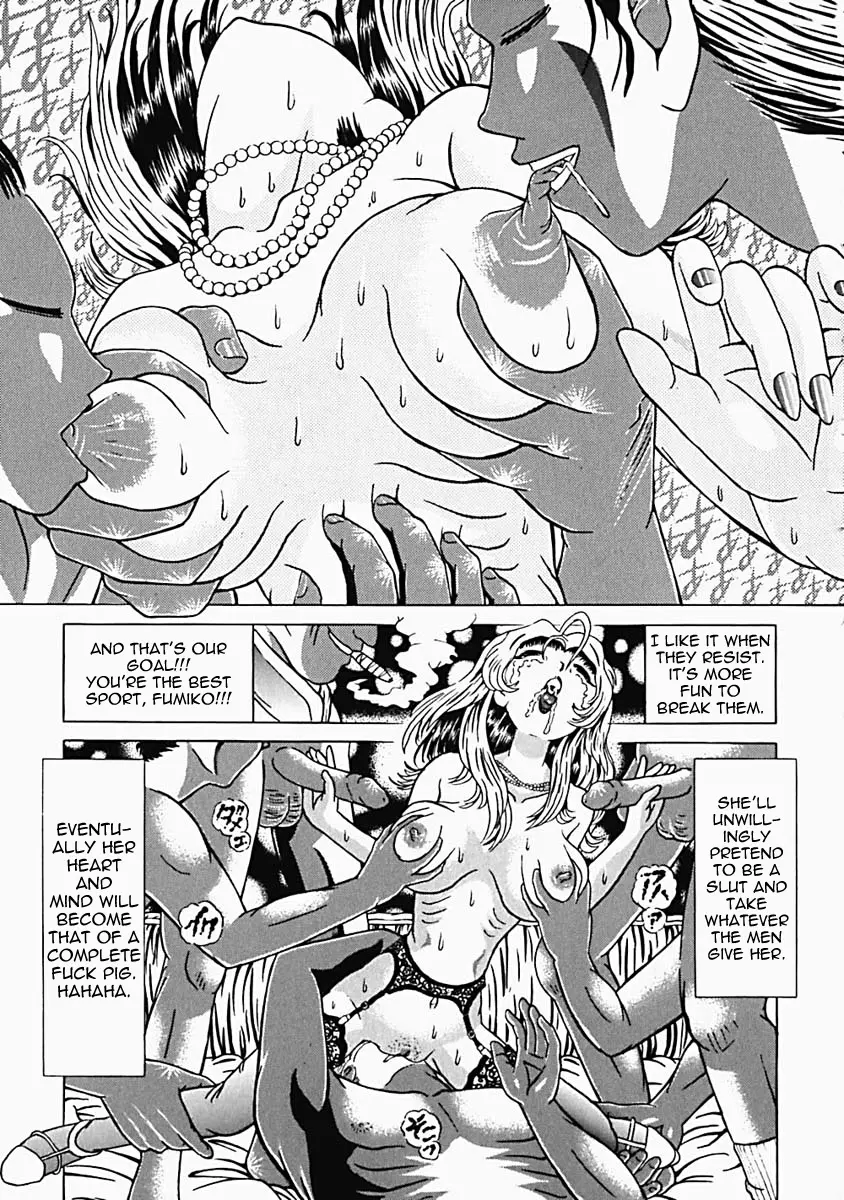 I LIKE IT WHEN
THEY RESIST.
IT'S MORE
FUN TO
BREAK THEM.
AND THAT'S OUR
GOAL!!!
YOU'RE THE BEST
SPORT, FUMIKO!!!
SHE'LL
UNWILL-
INGLY
PRETEND
TO BE A
SLUT AND
TAKE
WHATEVER
THE MEN
GIVE HER.
EVENTU-
ALLY HER
HEART
AND
MIND WILL
BECOME
THAT OF A
COMPLETE
FUCK PIG.
HAHAHA.